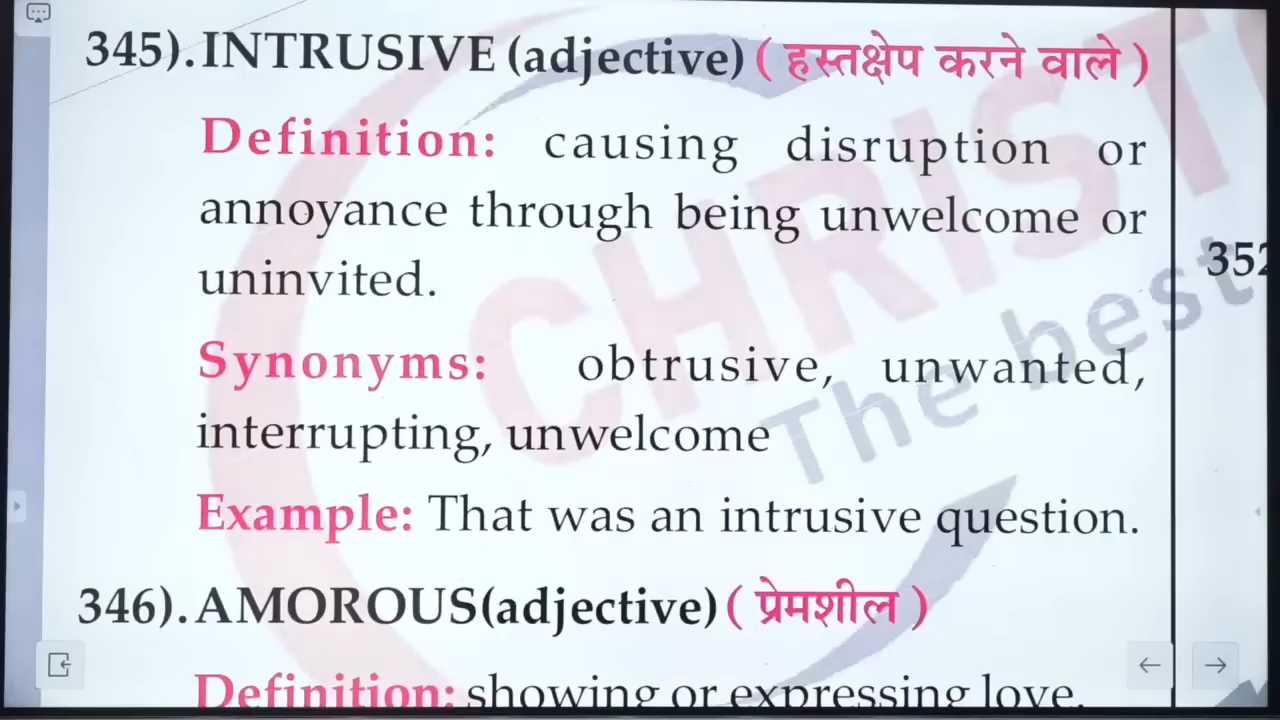 345). INTRUSIVE (adjective) ( हस्तक्षेप करने वाले )
Definition: causing disruption or
annoyance through being unwelcome or
uninvited.
352
Synonyms: obtrusive, unwanted,
interrupting, unwelcome
Example: That was an intrusive question.
346). AMOROUS(adjective) ( प्रेमशील )
Definition: showing or expressing love.
CHRIST
The best